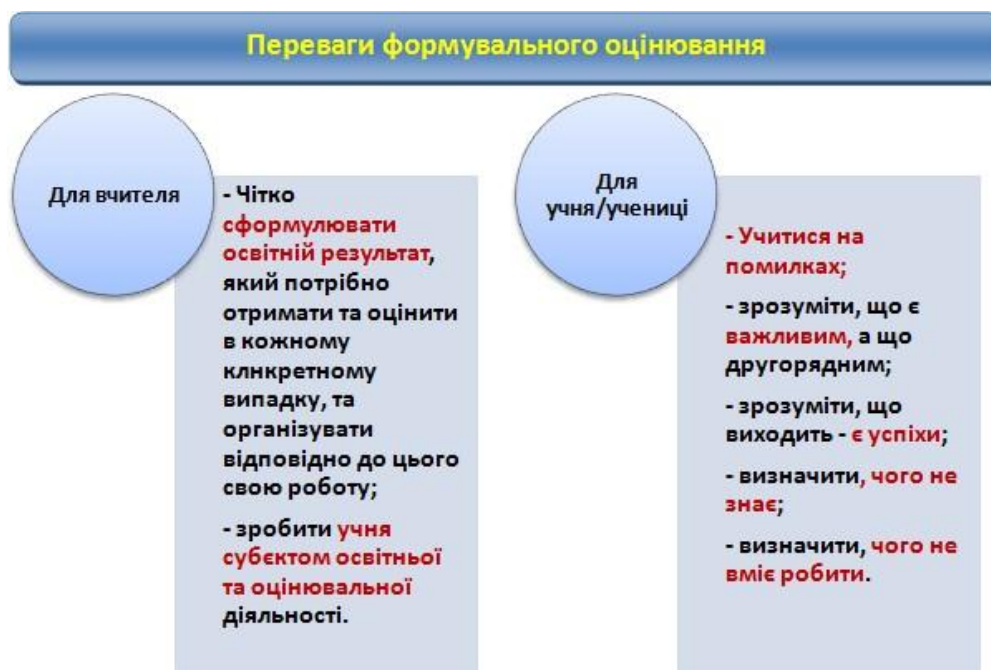 Переваги формувального оцінювання
Для вчителя
- Чітко
сформулювати
освітній результат,
який потрібно
отримати та оцінити
в кожному
клнкретному
випадку, та
організувати
відповідно до цього
свою роботу;
- зробити учня
субєктом освітньої
та оцінювальної
діяльності.
Для
учня/учениці
- Учитися на
помилках;
- зрозуміти, що є
важливим, а що
другорядним;
- зрозуміти, що
виходить - є успіхи;
- визначити, чого не
знає;
- визначити, чого не
вміє робити.